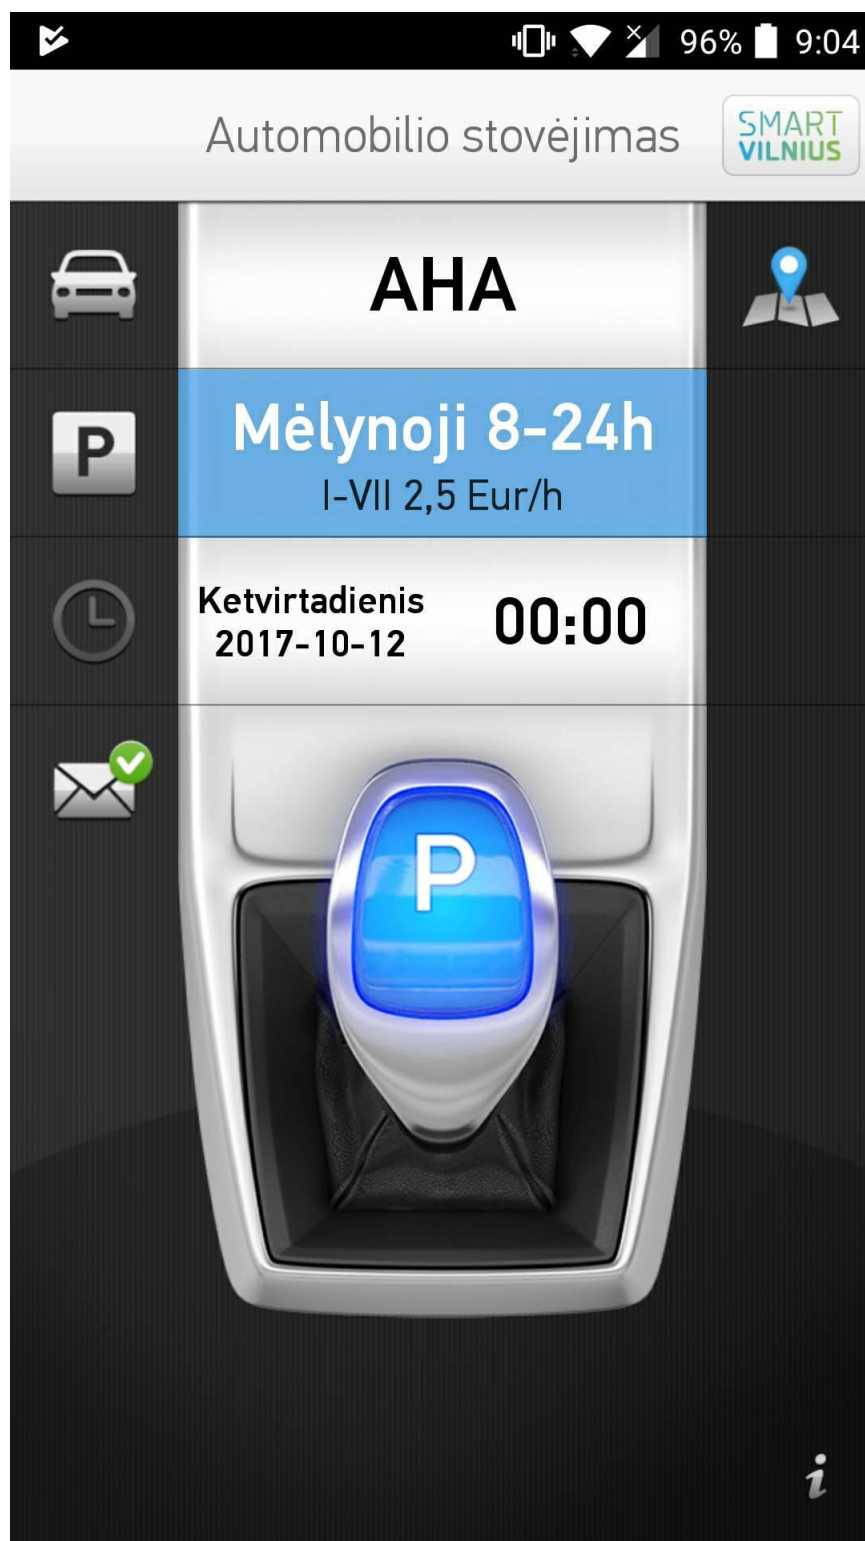 96% 9:04
Automobilio stovėjimas
SMART
VILNIUS
AHA
P
Mėlynoji 8-24h
I-VII 2,5 Eur/h
Ketvirtadienis
2017-10-12
00:00
P
i